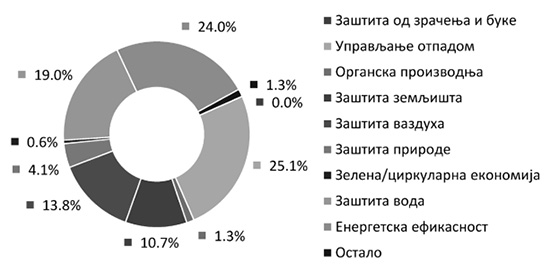 24.0%
1.3%
0.0%
25.1%
1.3%
10.7%
13.8%
4.1%
0.6%
19.0%
Заштита од зрачења и буке
Управљање отпадом
Органска производња
Заштита земљишта
Заштита ваздуха
Заштита природе
Зелена/циркуларна економија
Заштита вода
Енергетска ефикасност
Остало